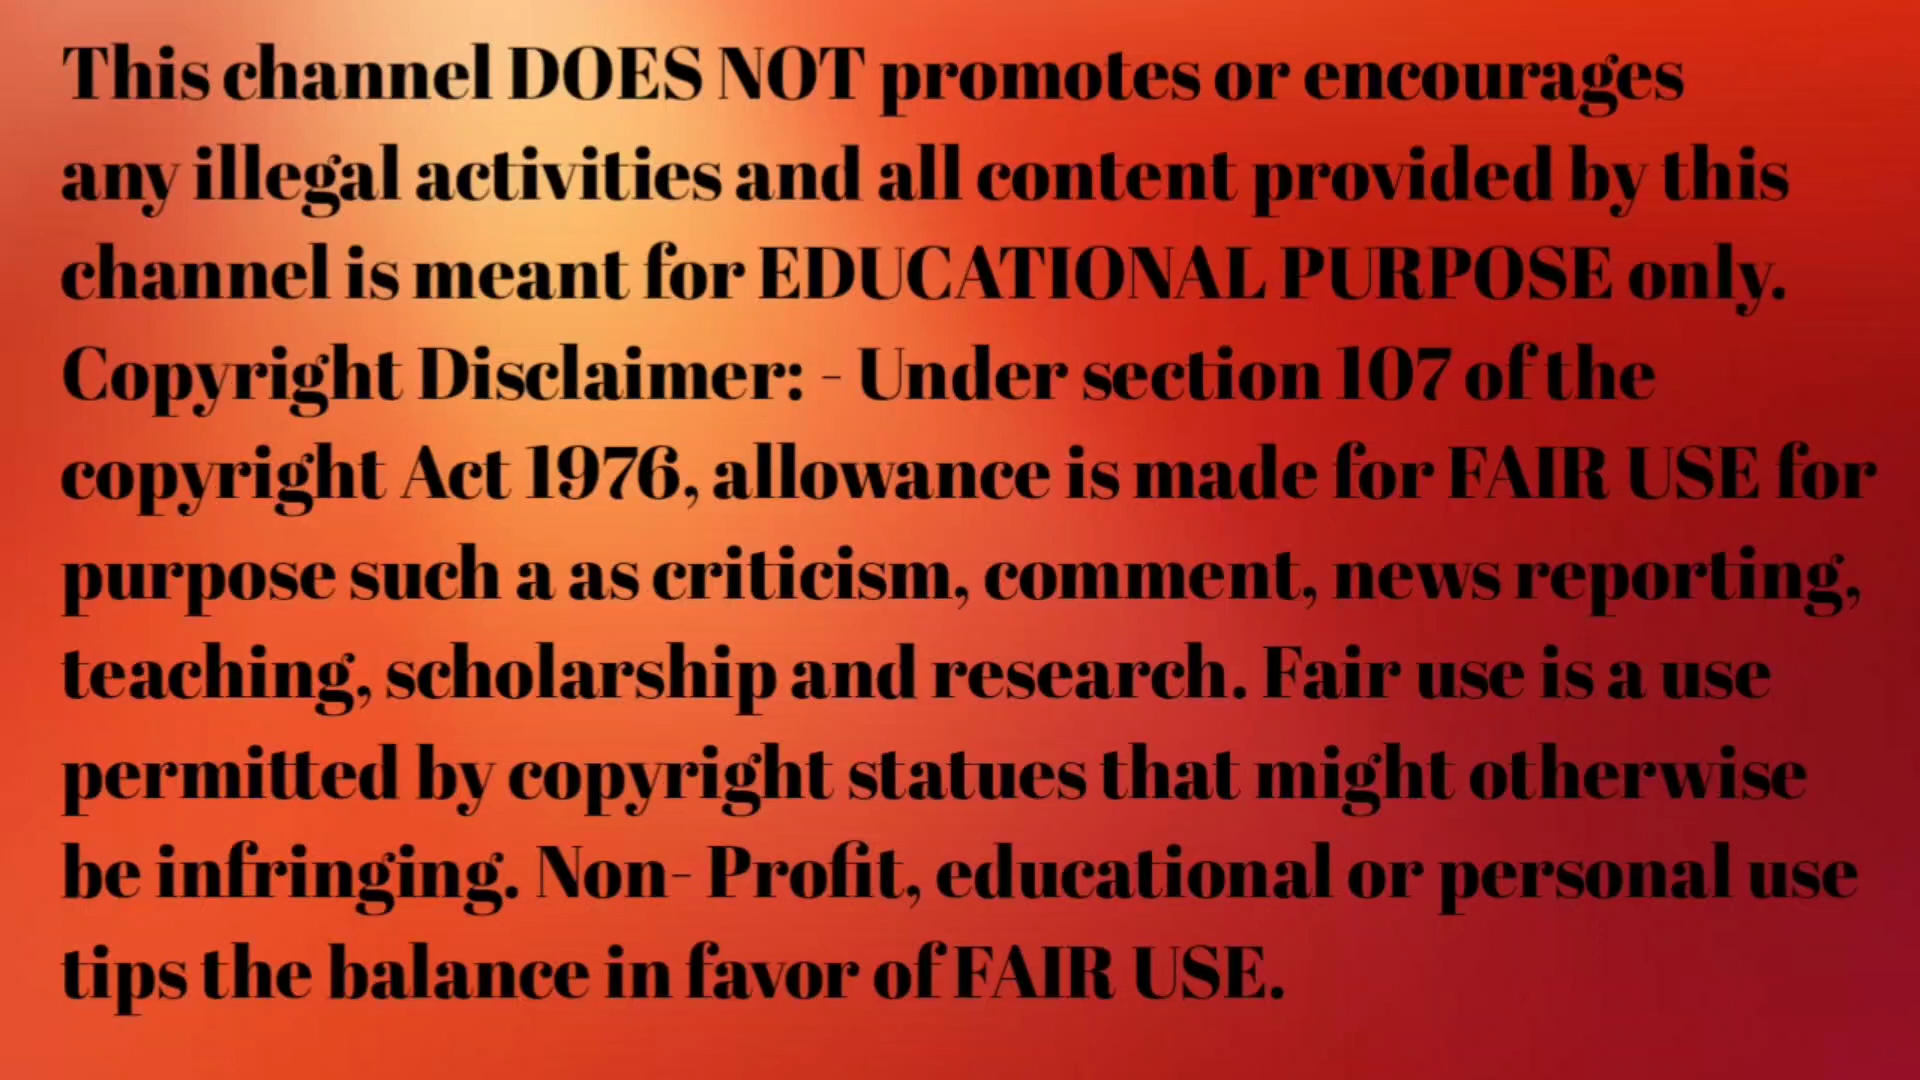 This channel DOES NOT promotes or encourages
any illegal activities and all content provided by this
channel is meant for EDUCATIONAL PURPOSE only.
Copyright Disclaimer: - Under section 107 of the
copyright Act 1976, allowance is made for FAIR USE for
purpose such a as criticism, comment, news reporting,
teaching, scholarship and research. Fair use is a use
permitted by copyright statues that might otherwise
be infringing. Non- Profit, educational or personal use
tips the balance in favor of FAIR USE.